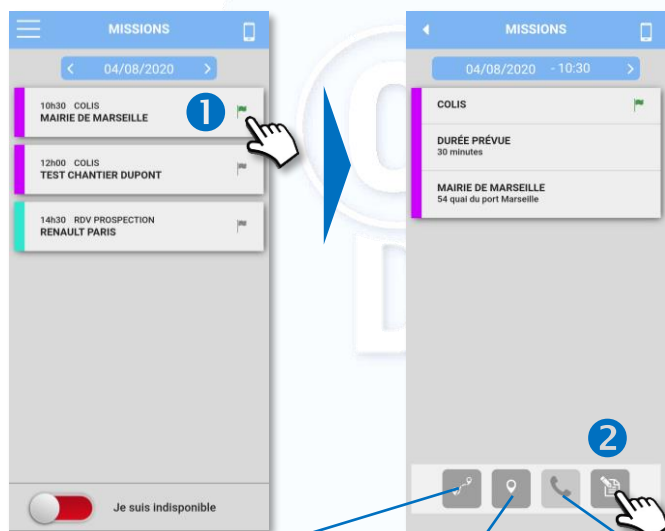 MISSIONS
04/08/2020
10h30 COLIS
MAIRIE DE MARSEILLE
1
12h00 COLIS
TEST CHANTIER DUPONT
14h30 RDV PROSPECTION
RENAULT PARIS
Je suis indisponible
MISSIONS
04/08/2020 - 10:30
COLIS
DURÉE PRÉVUE
30 minutes
MAIRIE DE MARSEILLE
54 quai du port Marseille
2